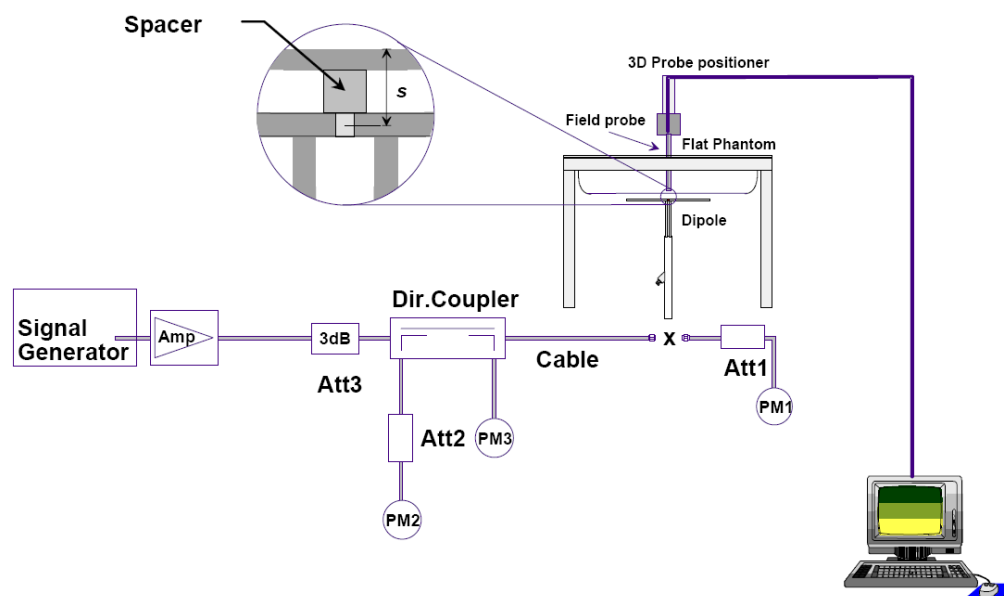 Spacer
s
3D Probe positioner
Field probe
Flat Phantom
Dipole
Signal
Generator
Amp
3dB
Att3
Dir.Coupler
Att2
PM2
PM3
Cable
x
Att1
PM1